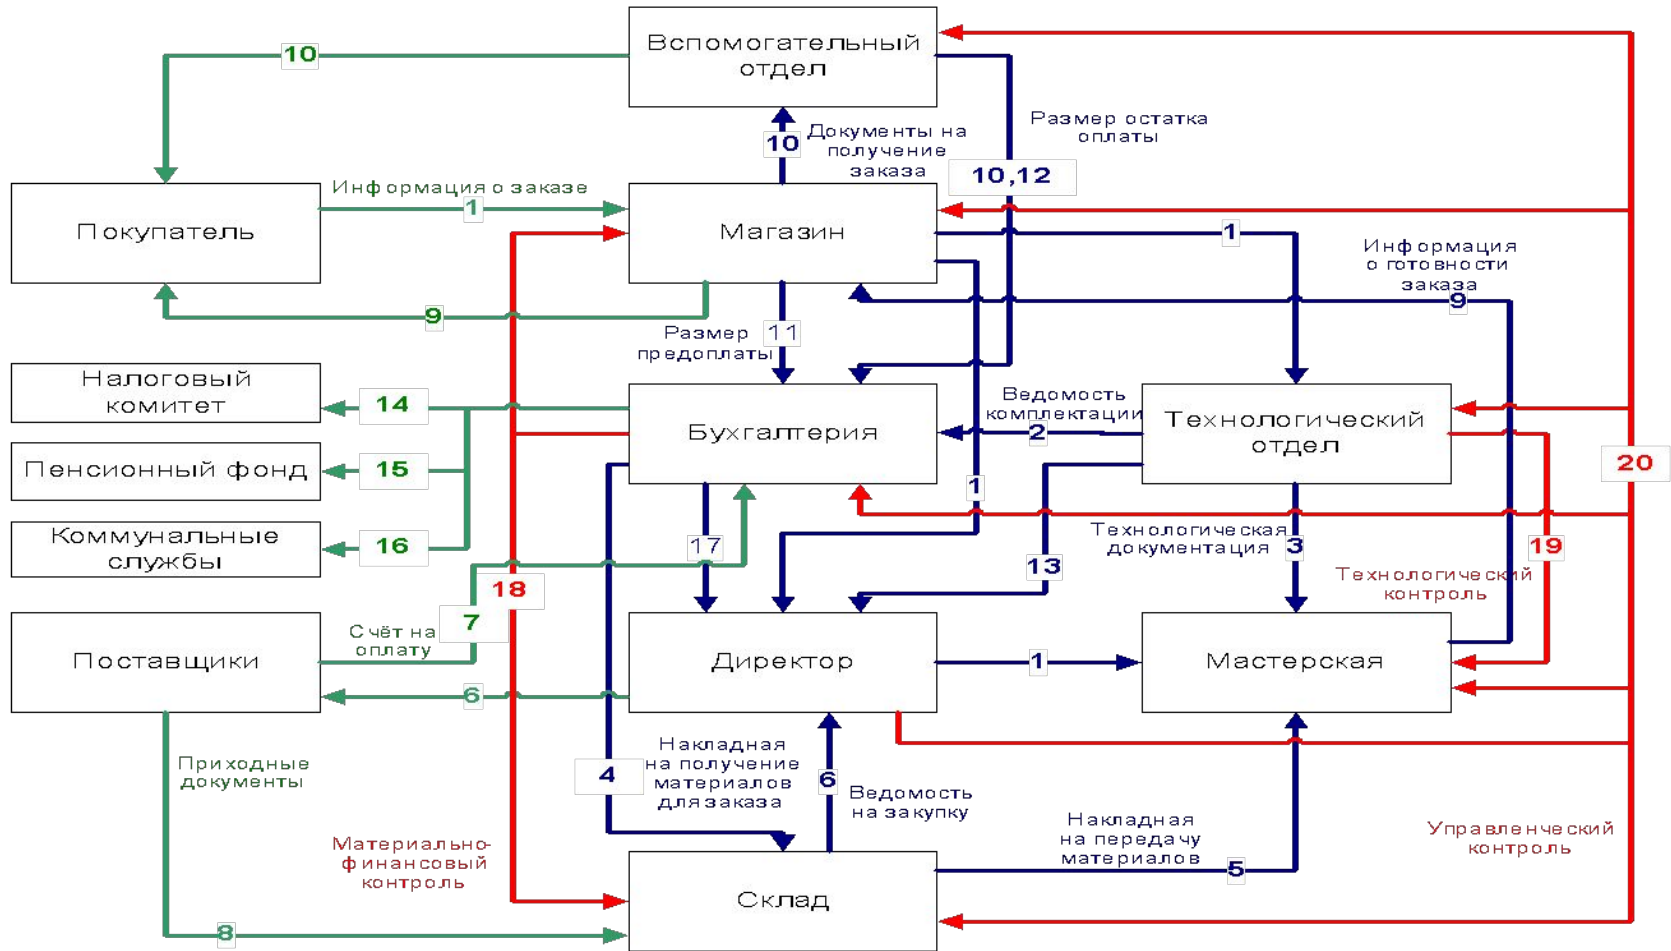 Вспомогательный
отдел
10
10
Документы на
получение
заказа
Размер остатка
оплаты
10,12
Покупатель
Информация о заказе
1
Магазин
1
Информация
о готовности
заказа
9
9
Размер
предоплаты
11
Налоговый
комитет
14
Бухгалтерия
Ведомость
комплектации
2
Технологический
отдел
Пенсионный фонд
15
1
20
Коммунальные
службы
16
17
13
Технологическая
документация
3
19
Технологический
контроль
18
7
Поставщики
Счёт на
оплату
6
Директор
1
Мастерская
Приходные
документы
4
Накладная
на получение
материалов
для заказа
6
Ведомость
на закупку
Накладная
на передачу
материалов
5
Управленческий
контроль
Материально-
финансовый
контроль
Склад
8